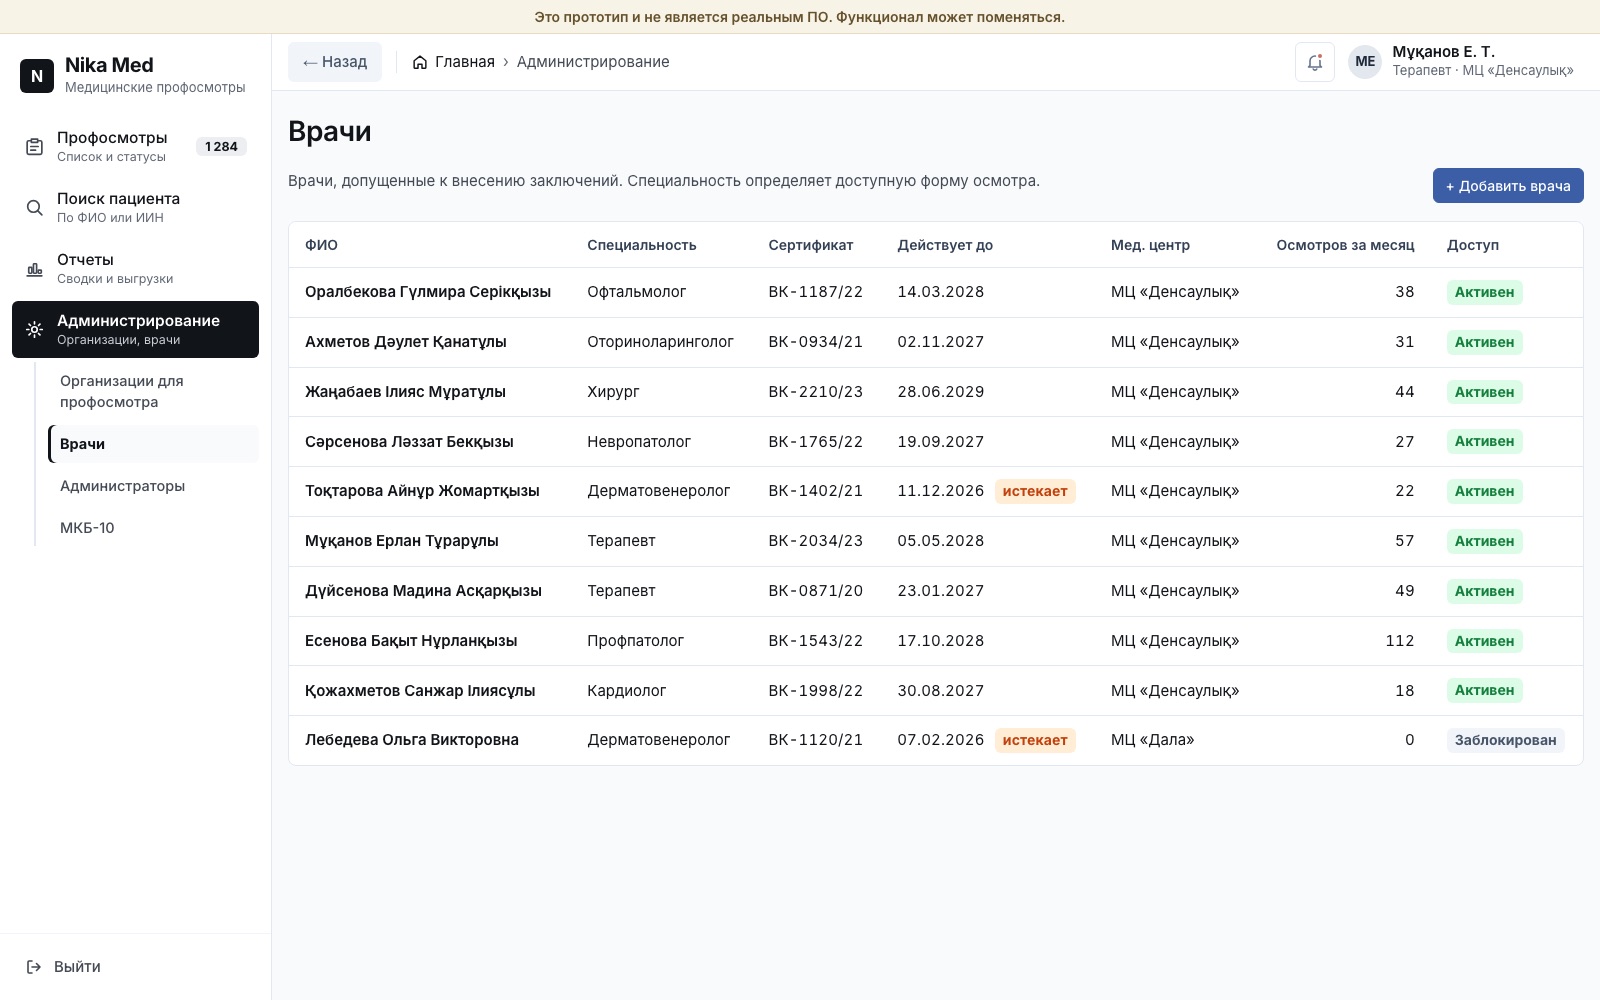 Это прототип и не является реальным ПО. Функционал может поменяться.
N
Nika Med
Медицинские профосмотры
Профосмотры
Список и статусы
1 284
Поиск пациента
По ФИО или ИИН
Отчеты
Сводки и выгрузки
Администрирование
Организации, врачи
Организации для
профосмотра
Врачи
Администраторы
МКБ-10
Выйти
← Назад
Главная › Администрирование
МЕ
Мұқанов Е. Т.
Терапевт · МЦ «Денсаулық»
Врачи
Врачи, допущенные к внесению заключений. Специальность определяет доступную форму осмотра.
+ Добавить врача
ФИО Специальность Сертификат Действует до Мед. центр Осмотров за месяц Доступ
Оралбекова Гүлмира Серікқызы Офтальмолог ВК-1187/22 14.03.2028 МЦ «Денсаулық» 38 Активен
Ахметов Дәулет Қанатұлы Оториноларинголог ВК-0934/21 02.11.2027 МЦ «Денсаулық» 31 Активен
Жаңабаев Ілияс Мұратұлы Хирург ВК-2210/23 28.06.2029 МЦ «Денсаулық» 44 Активен
Сәрсенова Ләззат Бекқызы Невропатолог ВК-1765/22 19.09.2027 МЦ «Денсаулық» 27 Активен
Тоқтарова Айнұр Жомартқызы Дерматовенеролог ВК-1402/21 11.12.2026 истекает МЦ «Денсаулық» 22 Активен
Мұқанов Ерлан Тұрарұлы Терапевт ВК-2034/23 05.05.2028 МЦ «Денсаулық» 57 Активен
Дүйсенова Мадина Асқарқызы Терапевт ВК-0871/20 23.01.2027 МЦ «Денсаулық» 49 Активен
Есенова Бақыт Нұрланқызы Профпатолог ВК-1543/22 17.10.2028 МЦ «Денсаулық» 112 Активен
Қожахметов Санжар Ілиясұлы Кардиолог ВК-1998/22 30.08.2027 МЦ «Денсаулық» 18 Активен
Лебедева Ольга Викторовна Дерматовенеролог ВК-1120/21 07.02.2026 истекает МЦ «Дала» 0 Заблокирован